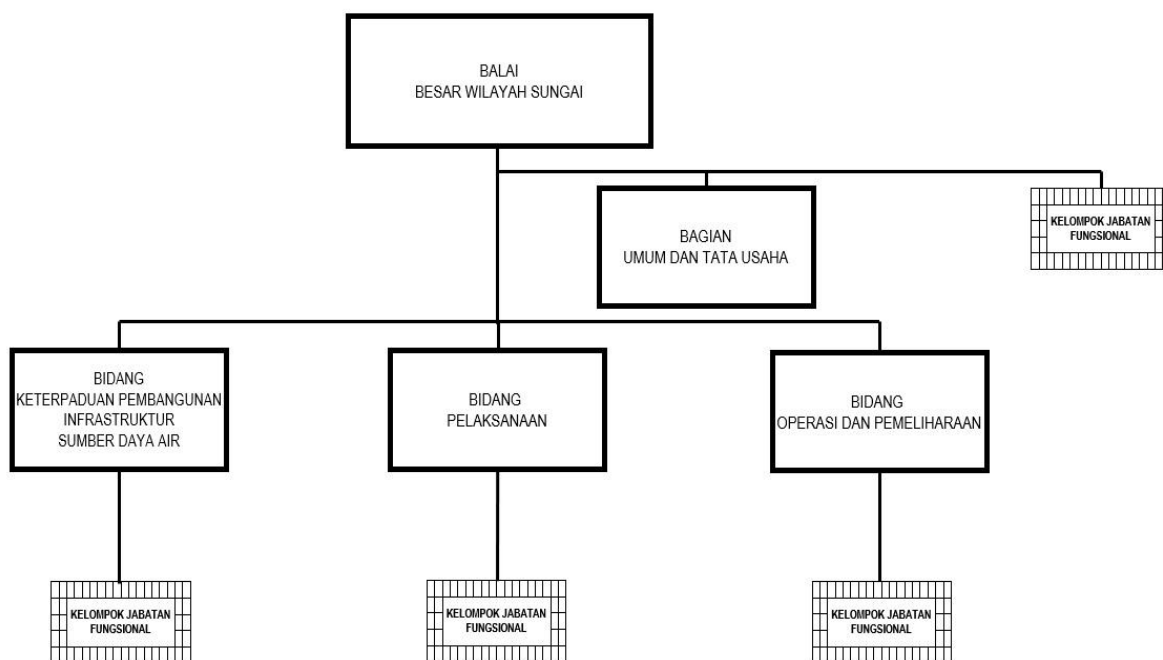 BALAI
BESAR WILAYAH SUNGAI
BAGIAN
UMUM DAN TATA USAHA
KELOMPOK JABATAN
FUNGSIONAL
BIDANG
KETERPADUAN PEMBANGUNAN
INFRASTRUKTUR
SUMBER DAYA AIR
BIDANG
PELAKSANAAN
BIDANG
OPERASI DAN PEMELIHARAAN
KELOMPOK JABATAN
FUNGSIONAL
KELOMPOK JABATAN
FUNGSIONAL
KELOMPOK JABATAN
FUNGSIONAL